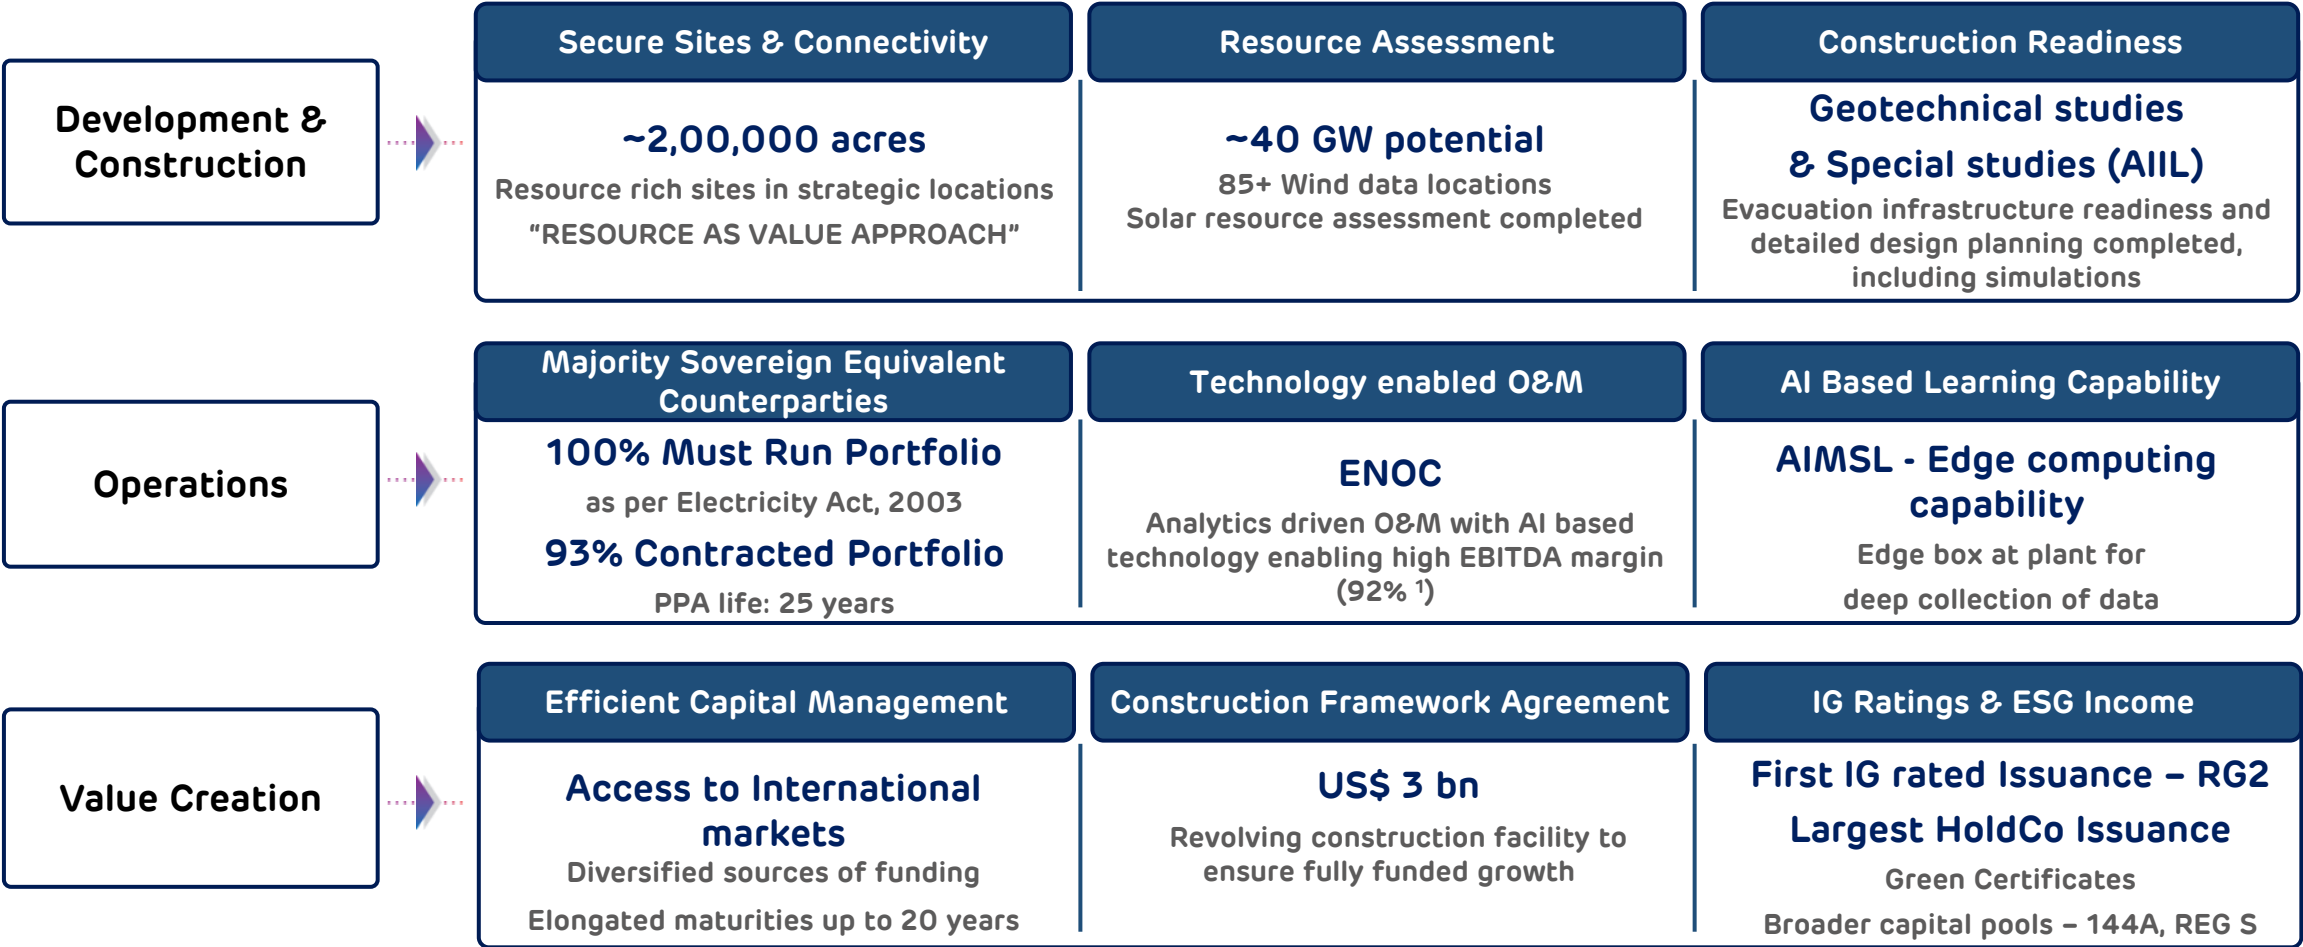 Development &
Construction
Secure Sites & Connectivity
~2,00,000 acres
Resource rich sites in strategic locations
“RESOURCE AS VALUE APPROACH”
Resource Assessment
~40 GW potential
85+ Wind data locations
Solar resource assessment completed
Construction Readiness
Geotechnical studies
& Special studies (AIIL)
Evacuation infrastructure readiness and
detailed design planning completed,
including simulations
Operations
Majority Sovereign Equivalent
Counterparties
100% Must Run Portfolio
as per Electricity Act, 2003
93% Contracted Portfolio
PPA life: 25 years
Technology enabled O&M
ENOC
Analytics driven O&M with AI based
technology enabling high EBITDA margin
(92% ¹)
AI Based Learning Capability
AIMSL - Edge computing
capability
Edge box at plant for
deep collection of data
Value Creation
Efficient Capital Management
Access to International
markets
Diversified sources of funding
Elongated maturities up to 20 years
Construction Framework Agreement
US$ 3 bn
Revolving construction facility to
ensure fully funded growth
IG Ratings & ESG Income
First IG rated Issuance – RG2
Largest HoldCo Issuance
Green Certificates
Broader capital pools – 144A, REG S